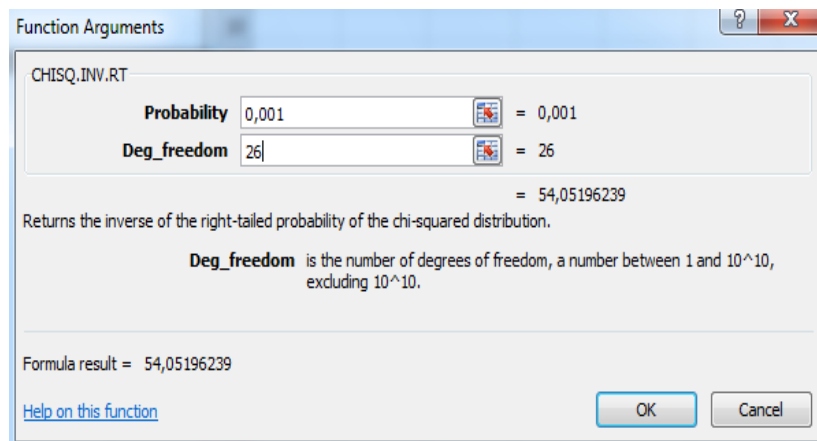 Function Arguments
? X
CHISQ.INV.RT
Probability 0,001 = 0,001
Deg_freedom 26 = 26
= 54,05196239
Returns the inverse of the right-tailed probability of the chi-squared distribution.
Deg_freedom is the number of degrees of freedom, a number between 1 and 10^10,
excluding 10^10.
Formula result = 54,05196239
Help on this function OK Cancel